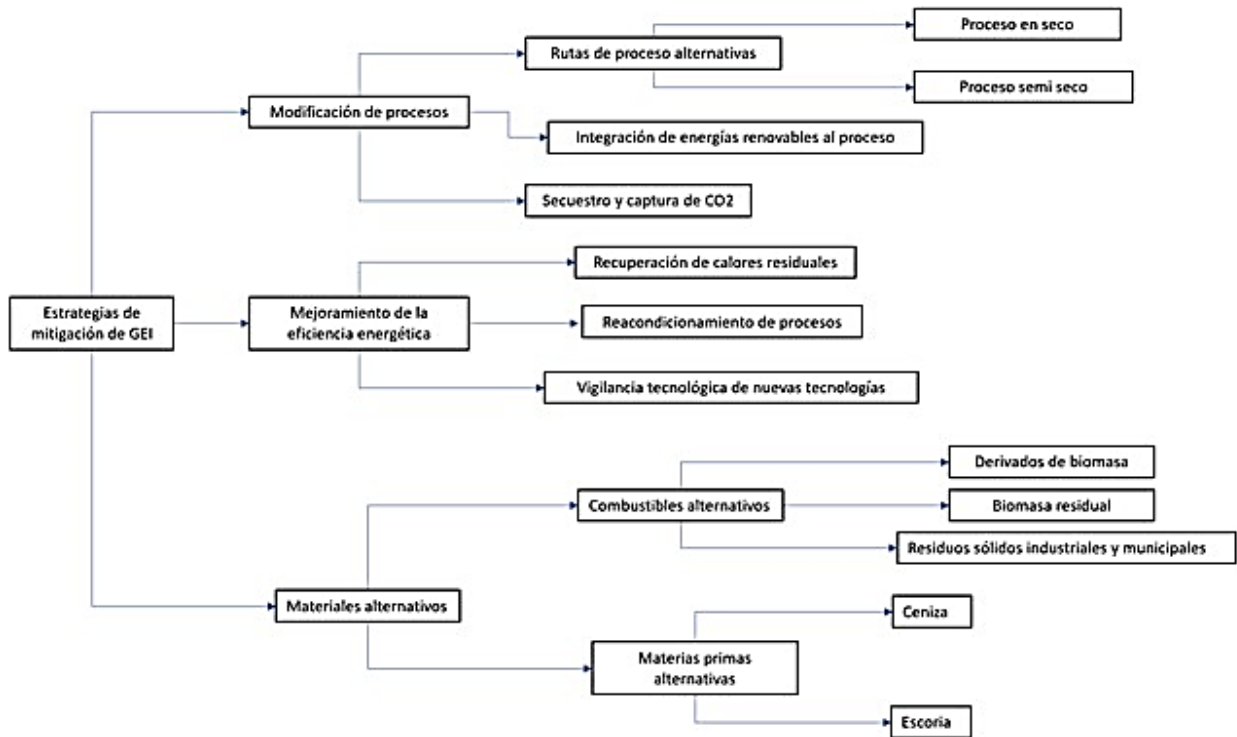 Proceso en seco
Rutas de proceso alternativas
Proceso semi seco
Modificación de procesos
Integración de energías renovables al proceso
Secuestro y captura de CO2
Recuperación de calores residuales
Estrategias de
mitigación de GEI
Mejoramiento de la
eficiencia energética
Reacondicionamiento de procesos
Vigilancia tecnológica de nuevas tecnologías
Derivados de biomasa
Combustibles alternativos
Biomasa residual
Residuos sólidos industriales y municipales
Materiales alternativos
Ceniza
Materias primas
alternativas
Escoria